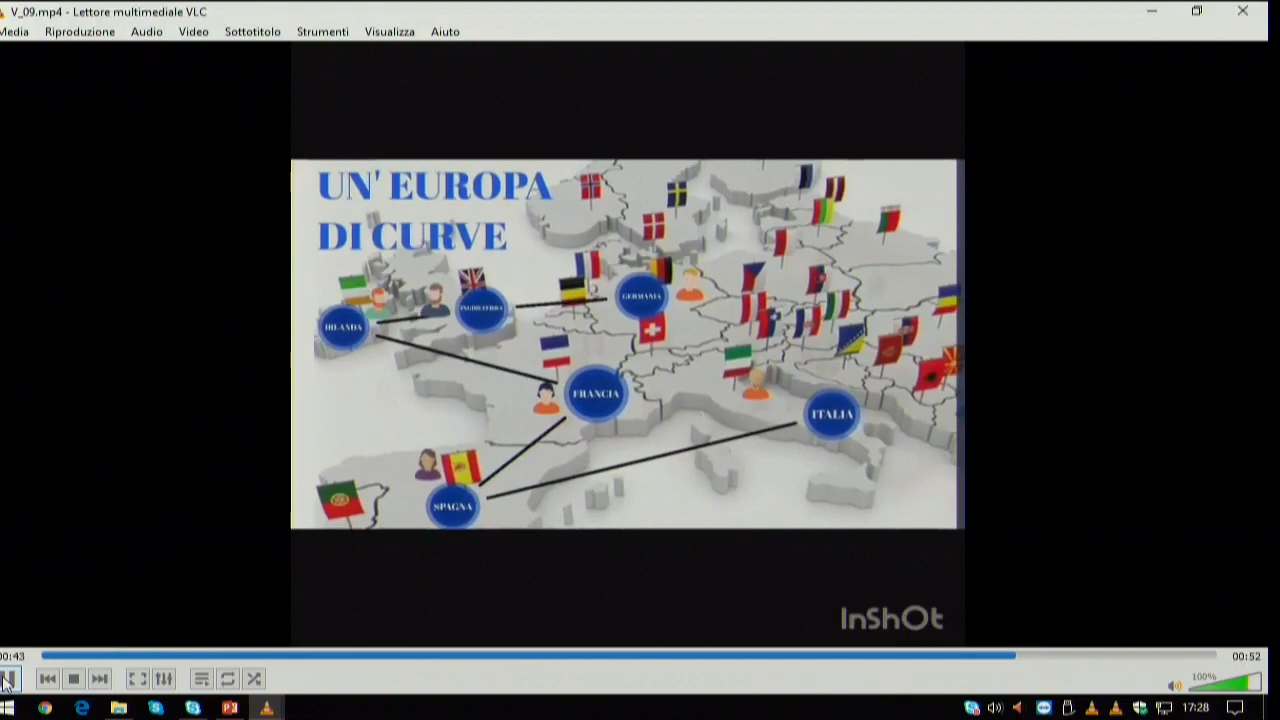 V_09.mp4 - Lettore multimediale VLC
Media Riproduzione Audio Video Sottotitolo Strumenti Visualizza Aiuto
UN' EUROPA
DI CURVE
IRLANDA
INGHILTERRA
GERMANIA
FRANCIA
ITALIA
SPAGNA
InShOt
00:43
00:52
100%
17:28